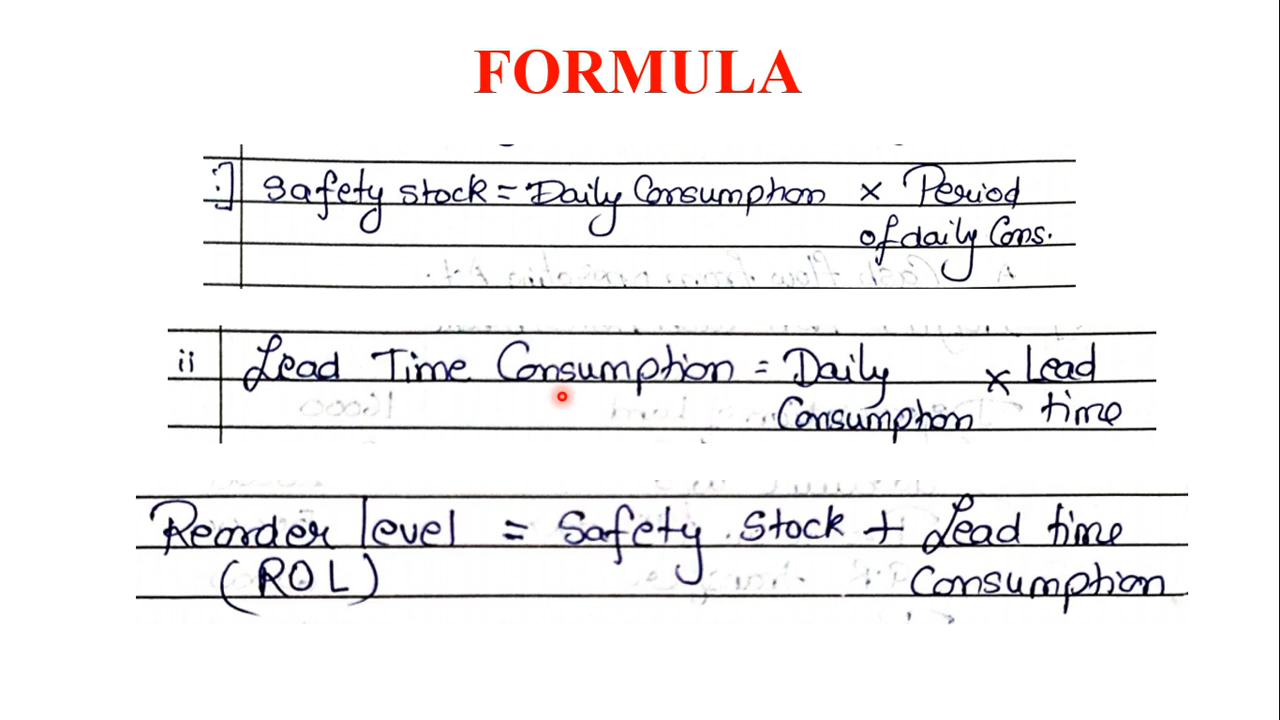 FORMULA
i] Safety stock = Daily Consumption × Period
of daily Cons.
ii Lead Time Consumption = Daily × Lead
Consumption time
Reorder level = Safety Stock + Lead time
(ROL) Consumption